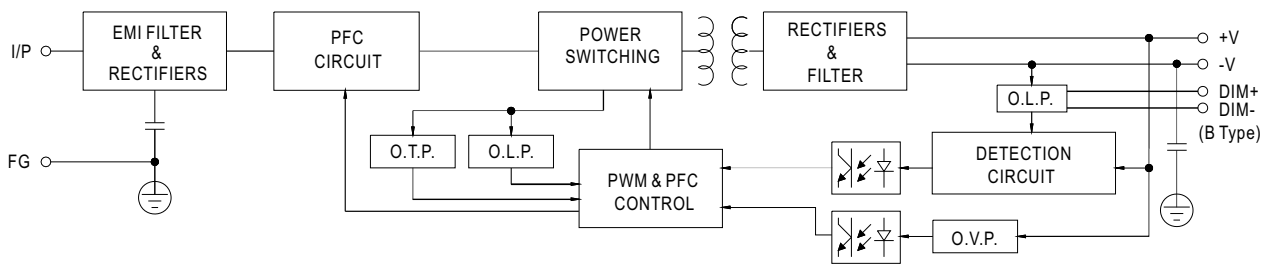 I/P
EMI FILTER
&
RECTIFIERS
PFC
CIRCUIT
POWER
SWITCHING
RECTIFIERS
&
FILTER
+V
-V
DIM+
DIM-
(B Type)
O.L.P.
FG
O.T.P.
O.L.P.
PWM & PFC
CONTROL
DETECTION
CIRCUIT
O.V.P.